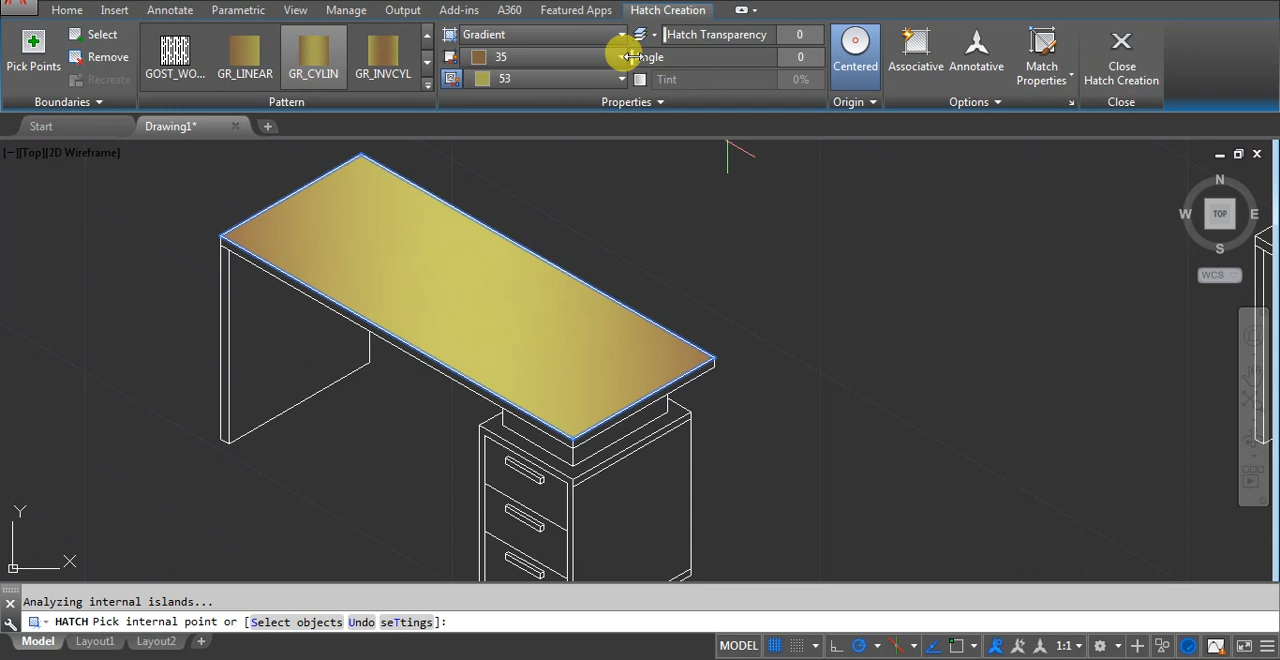 Home Insert Annotate Parametric View Manage Output Add-ins A360 Featured Apps Hatch Creation
Pick Points
Select
Remove
Recreate
Boundaries
GOST_WO... GR_LINEAR GR_CYLIN GR_INVCYL
Pattern
Gradient
35
53
Hatch Transparency 0
ngle 0
Tint 0%
Properties
Centered
Origin
Associative Annotative Match
Properties
Options
Close
Hatch Creation
Close
Start Drawing1*
[−][Top][2D Wireframe]
N
W TOP E
S
WCS
Y
X
Analyzing internal islands...
HATCH Pick internal point or [Select objects Undo seTtings]:
Model Layout1 Layout2
MODEL 1:1